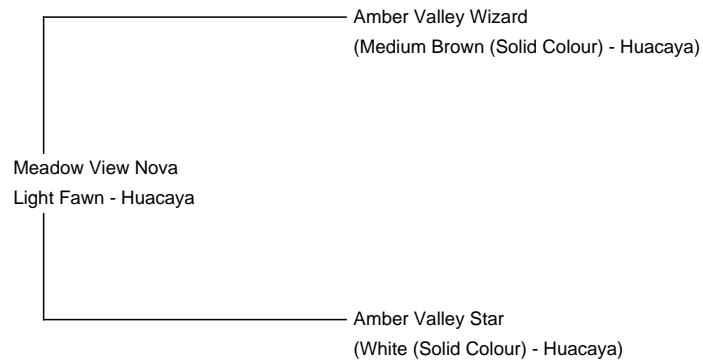 Amber Valley Wizard
(Medium Brown (Solid Colour) - Huacaya)
Meadow View Nova
Light Fawn - Huacaya
Amber Valley Star
(White (Solid Colour) - Huacaya)